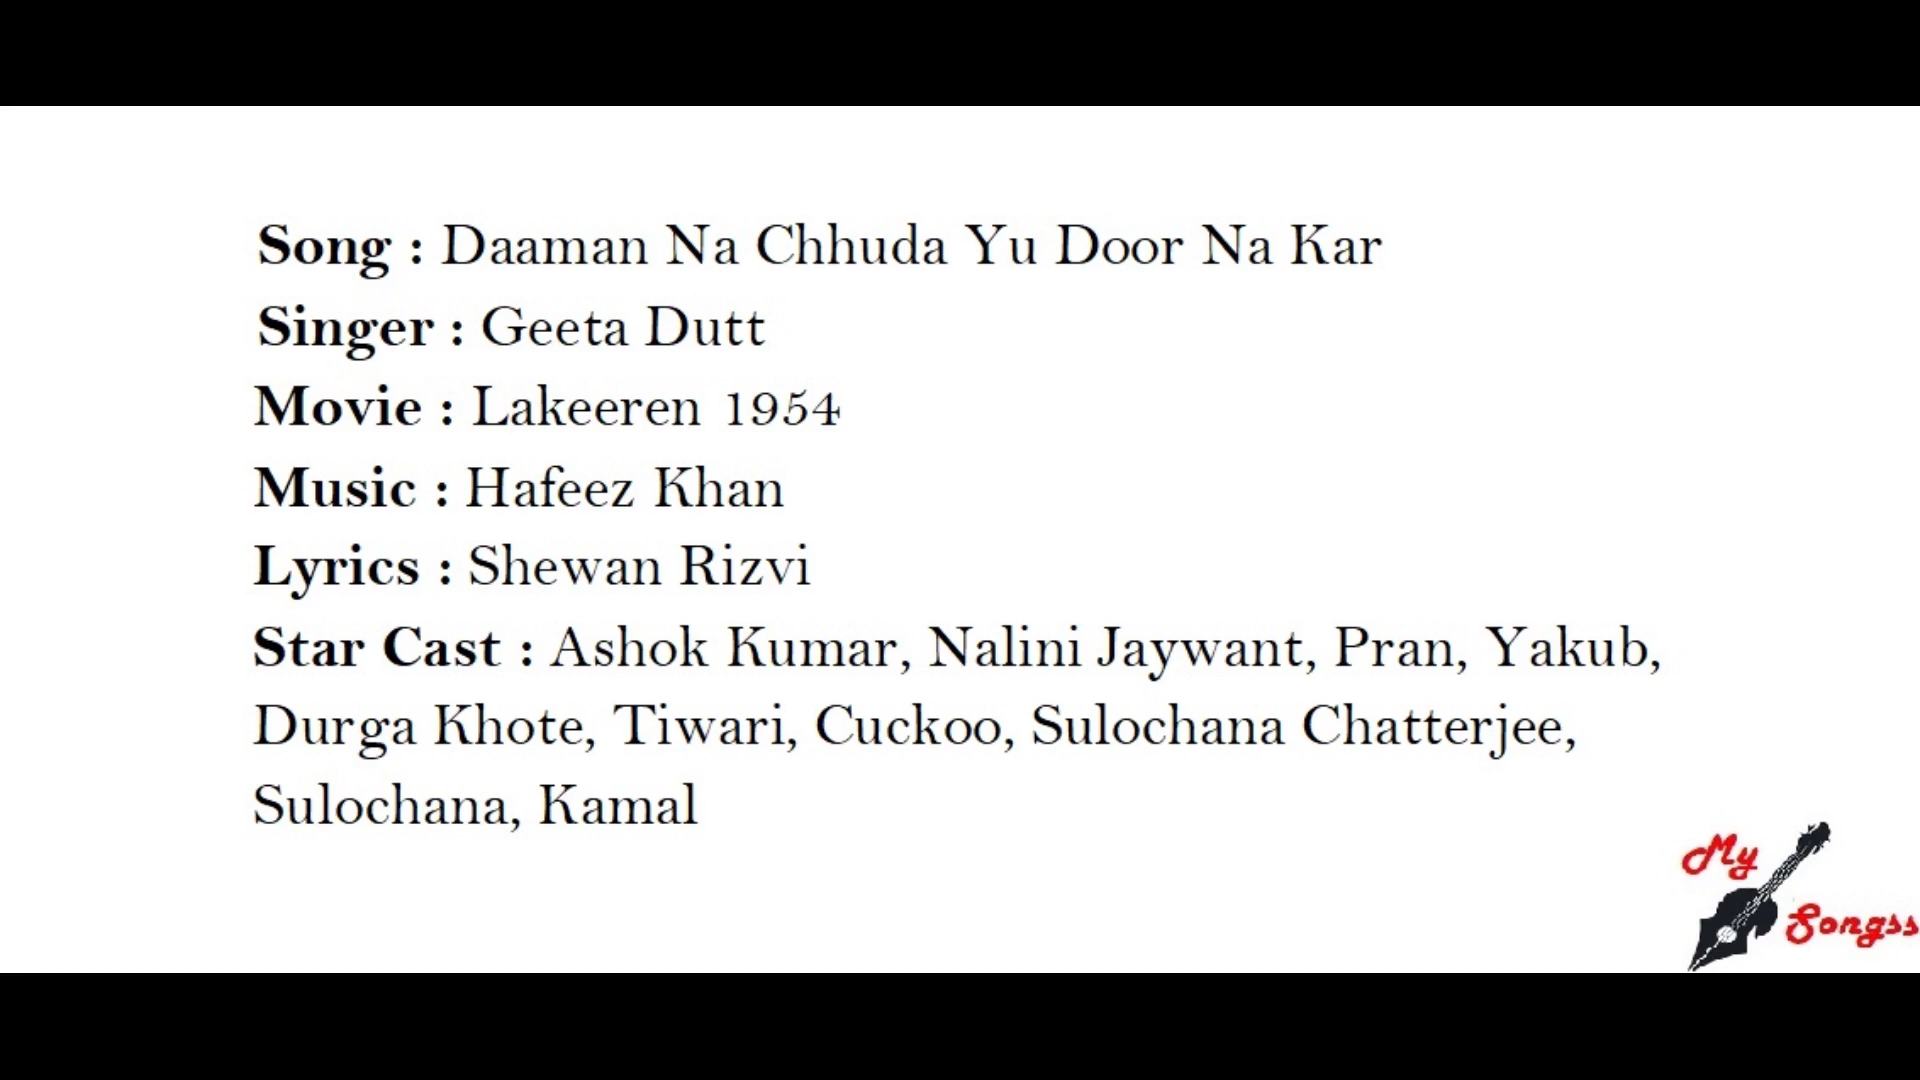 Song : Daaman Na Chhuda Yu Door Na Kar
Singer : Geeta Dutt
Movie : Lakeeren 1954
Music : Hafeez Khan
Lyrics : Shewan Rizvi
Star Cast : Ashok Kumar, Nalini Jaywant, Pran, Yakub,
Durga Khote, Tiwari, Cuckoo, Sulochana Chatterjee,
Sulochana, Kamal
My
Songss